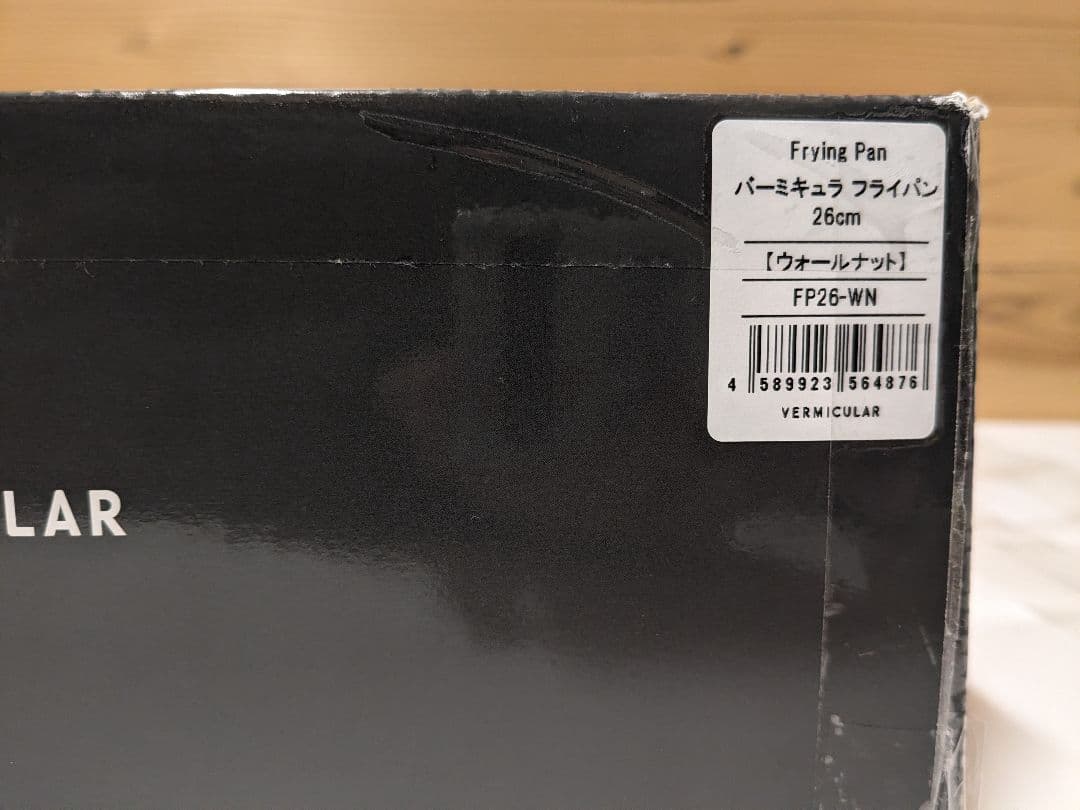 Frying Pan
バーミキュラ フライパン
26cm
【ウォールナット】
FP26-WN
4 589923 564876
VERMICULAR
LAR